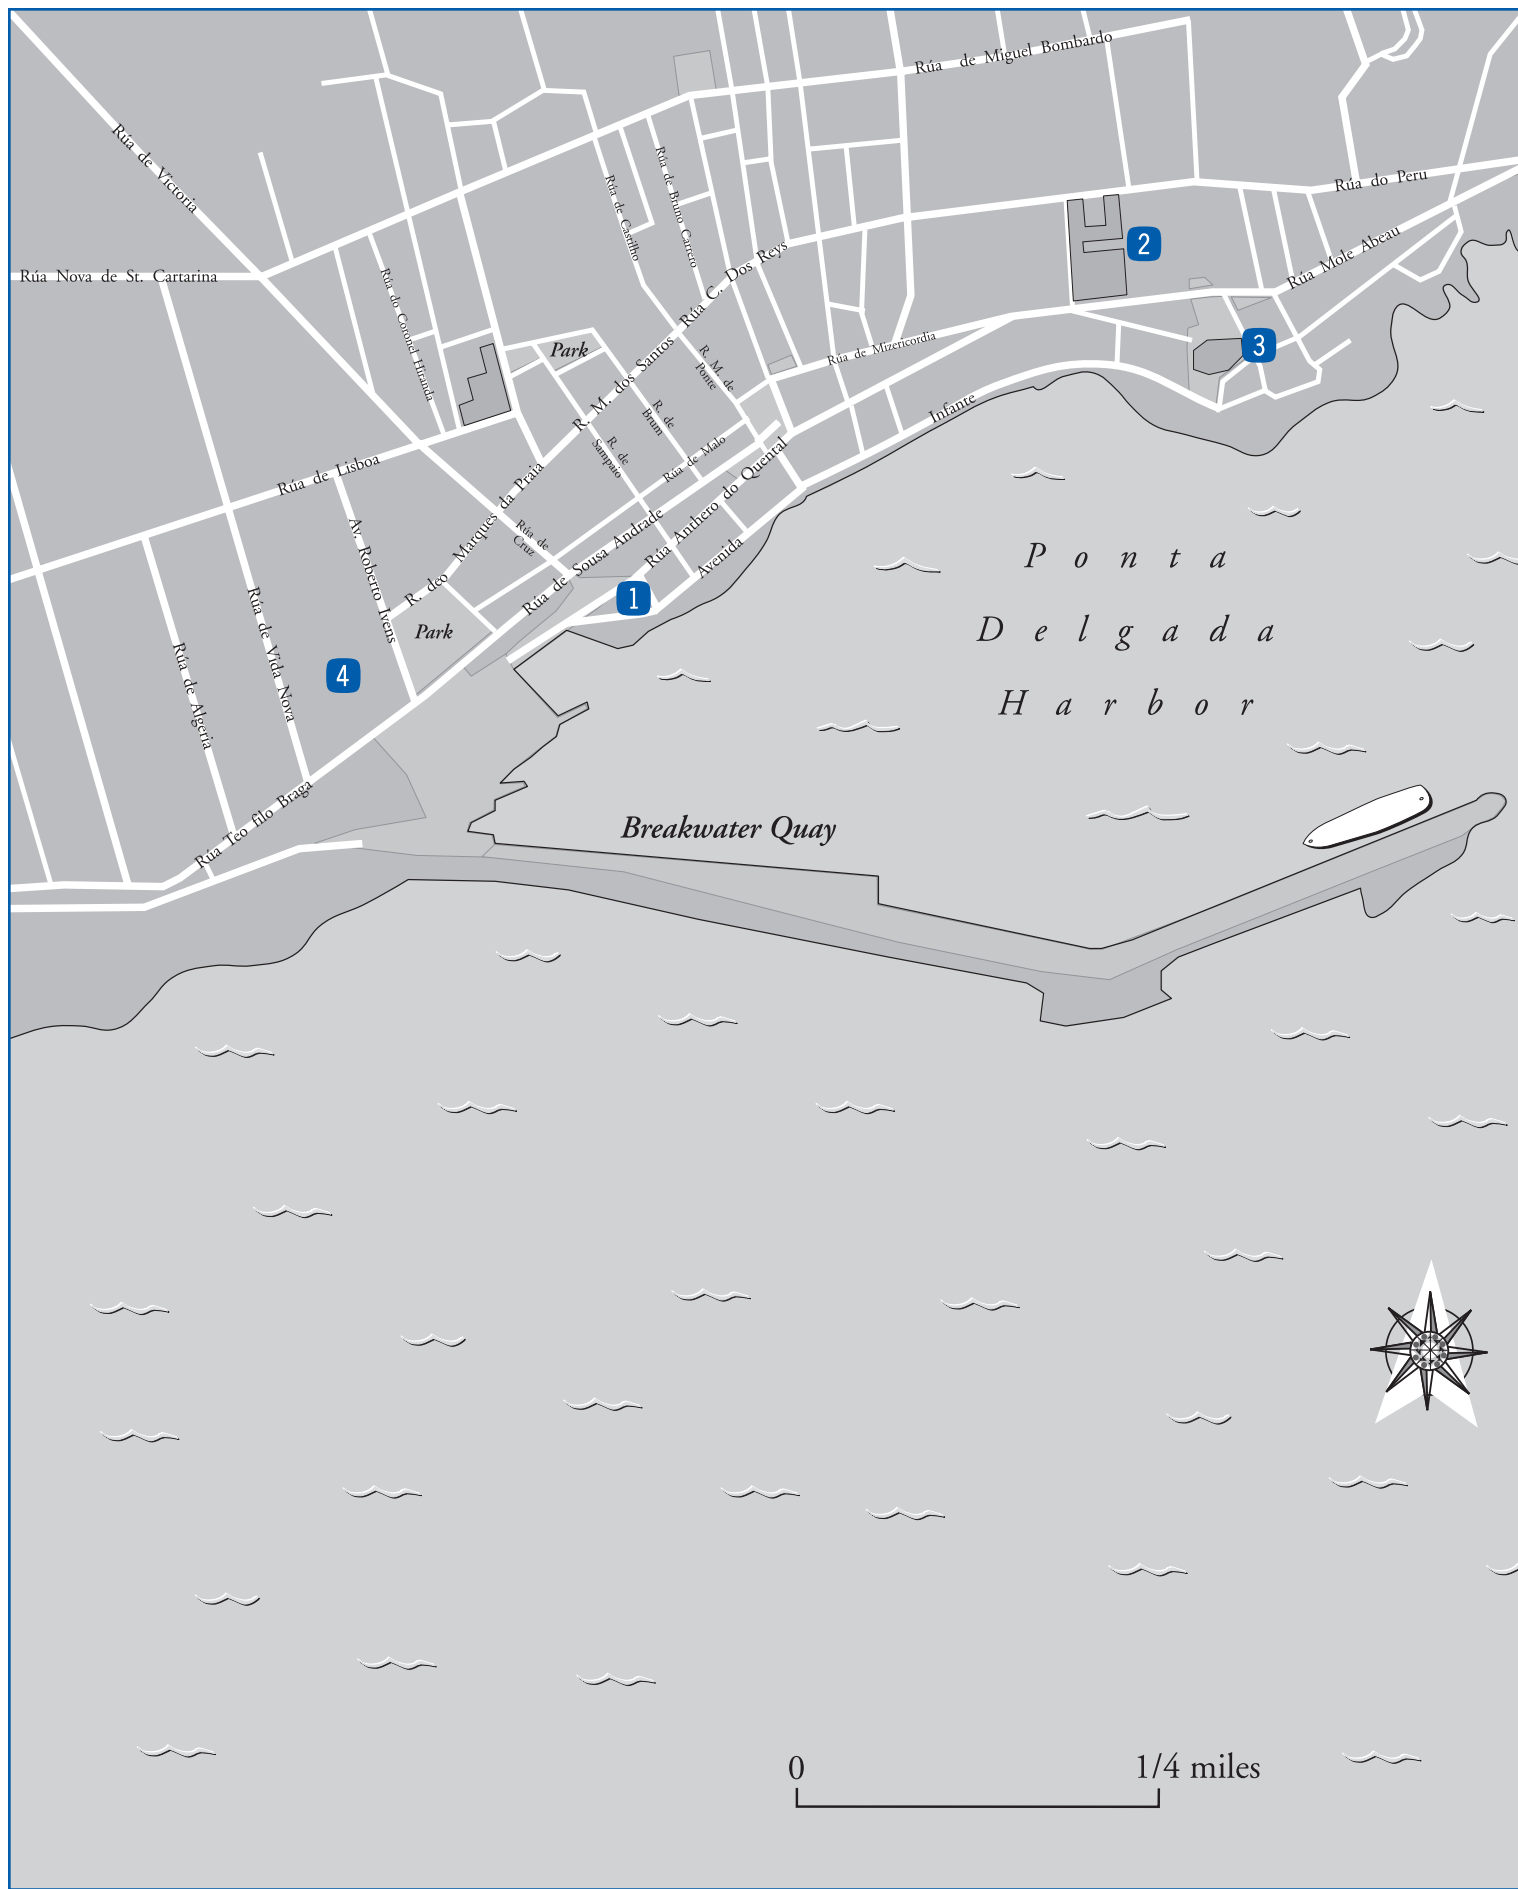 Rúa de Miguel Bombardo
Rúa de Victoria
Rúa de Bruno Carrero
Rúa de Castilho
Rúa do Peru
2
Rúa Mole Abeau
Rúa C. Dos Reys
Rúa Nova de St. Cartarina
Rúa do Coronel Hiranda
3
Rúa de Mizericordia
Park
R. M. de
Ponte
R. M. dos Santos
Infante
R. de
Brum
R. de
Sampaio
Rúa de Malo
Rúa de Lisboa
Rúa Anthero do Quental
R. deo Marques da Praia
Rúa de
Cruz
Rúa de Sousa Andrade
Avenida
Av. Roberto Ivens
1
Park
Rúa de Vida Nova
Rúa de Algeria
4
Rúa Teo filo Braga
Ponta
Delgada
Harbor
Breakwater Quay
0 1/4 miles